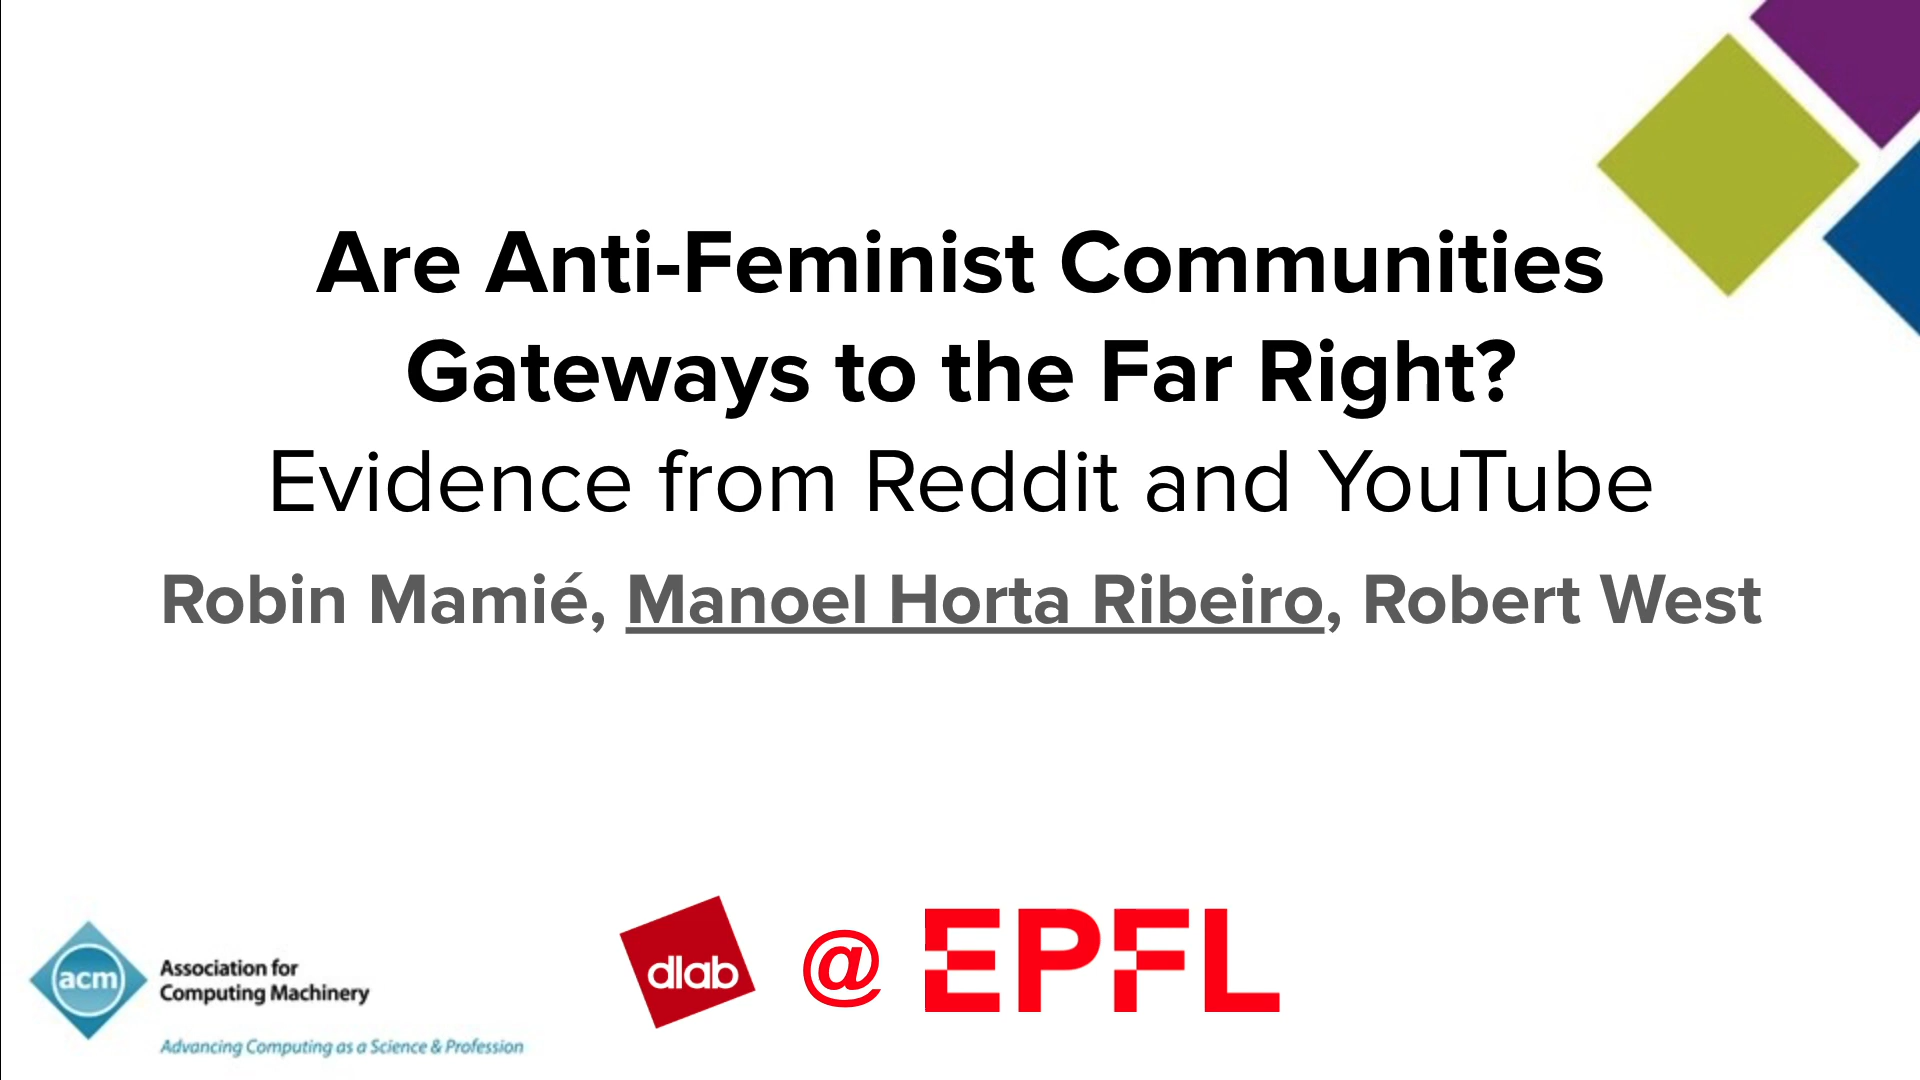 Are Anti-Feminist Communities
Gateways to the Far Right?
Evidence from Reddit and YouTube
Robin Mamié, Manoel Horta Ribeiro, Robert West
acm
Association for
Computing Machinery
Advancing Computing as a Science & Profession
dlab
@
EPFL